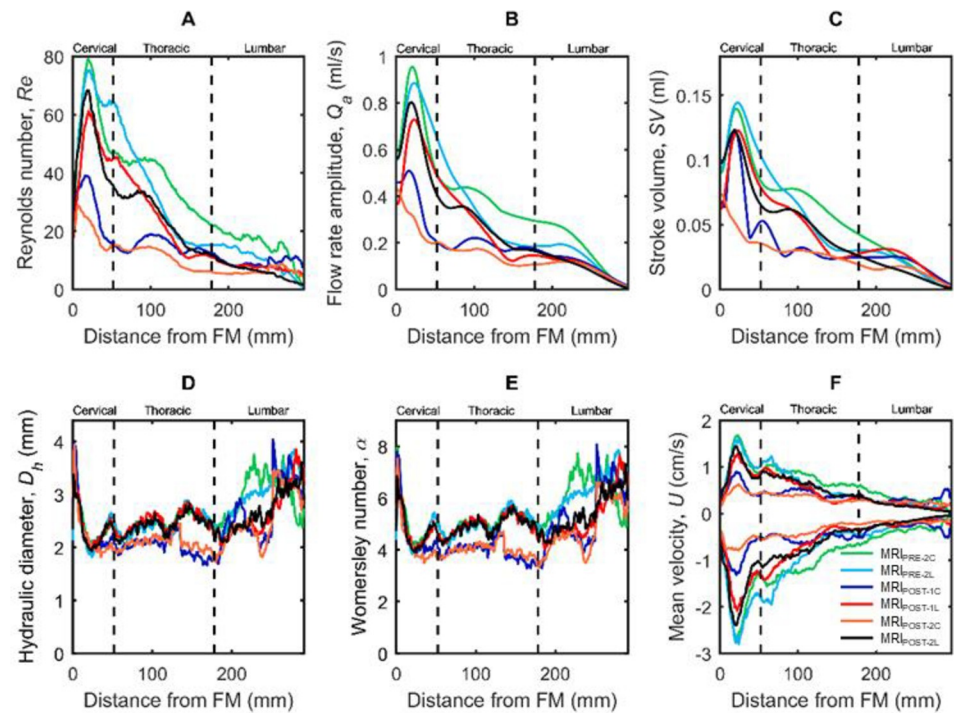 A
Cervical Thoracic Lumbar
Reynolds number, Re
80
60
40
20
0
0 100 200
Distance from FM (mm)
B
Cervical Thoracic Lumbar
Flow rate amplitude, Qa (ml/s)
1
0.8
0.6
0.4
0.2
0
0 100 200
Distance from FM (mm)
C
Cervical Thoracic Lumbar
Stroke volume, SV (ml)
0.15
0.1
0.05
0
0 100 200
Distance from FM (mm)
D
Cervical Thoracic Lumbar
Hydraulic diameter, Dh (mm)
4
3
2
1
0
0 100 200
Distance from FM (mm)
E
Cervical Thoracic Lumbar
Womersley number, α
8
6
4
2
0
0 100 200
Distance from FM (mm)
F
Cervical Thoracic Lumbar
Mean velocity, U (cm/s)
2
1
0
-1
-2
-3
MRIPRE-2C
MRIPRE-2L
MRIPOST-1C
MRIPOST-1L
MRIPOST-2C
MRIPOST-2L
0 100 200
Distance from FM (mm)